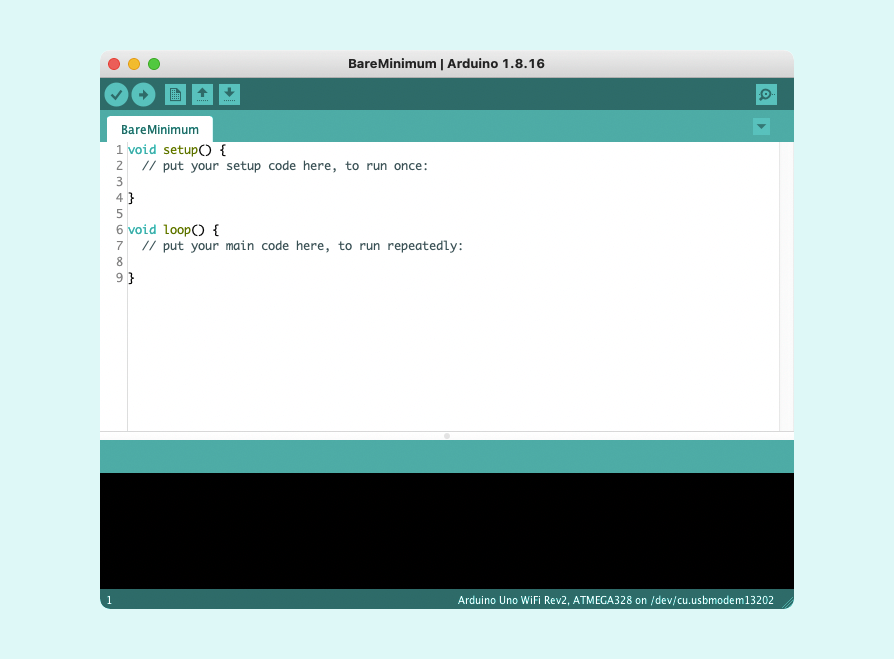 BareMinimum | Arduino 1.8.16
BareMinimum
1 void setup() {
2   // put your setup code here, to run once:
3
4 }
5
6 void loop() {
7   // put your main code here, to run repeatedly:
8
9 }
1
Arduino Uno WiFi Rev2, ATMEGA328 on /dev/cu.usbmodem13202